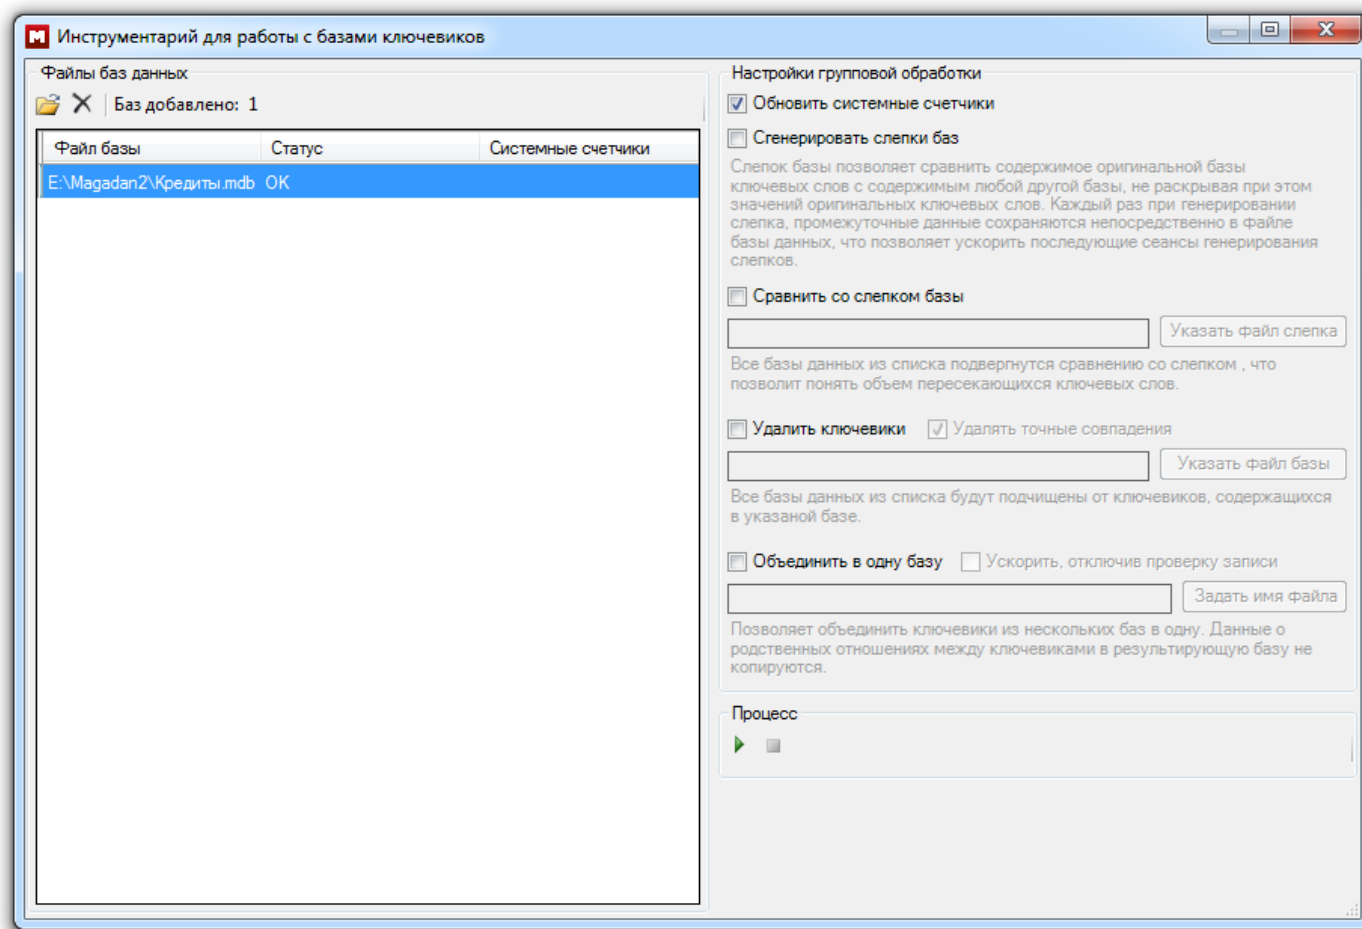 Инструментарий для работы с базами ключевиков
Файлы баз данных
Баз добавлено: 1
Файл базы Статус Системные счетчики
E:\Magadan2\Кредиты.mdb OK
Настройки групповой обработки
Обновить системные счетчики
Сгенерировать слепки баз
Слепок базы позволяет сравнить содержимое оригинальной базы
ключевых слов с содержимым любой другой базы, не раскрывая при этом
значений оригинальных ключевых слов. Каждый раз при генерировании
слепка, промежуточные данные сохраняются непосредственно в файле
базы данных, что позволяет ускорить последующие сеансы генерирования
слепков.
Сравнить со слепком базы
Указать файл слепка
Все базы данных из списка подвергнутся сравнению со слепком , что
позволит понять объем пересекающихся ключевых слов.
Удалить ключевики Удалять точные совпадения
Указать файл базы
Все базы данных из списка будут подчищены от ключевиков, содержащихся
в указаной базе.
Объединить в одну базу Ускорить, отключив проверку записи
Задать имя файла
Позволяет объединить ключевики из нескольких баз в одну. Данные о
родственных отношениях между ключевиками в результирующую базу не
копируются.
Процесс